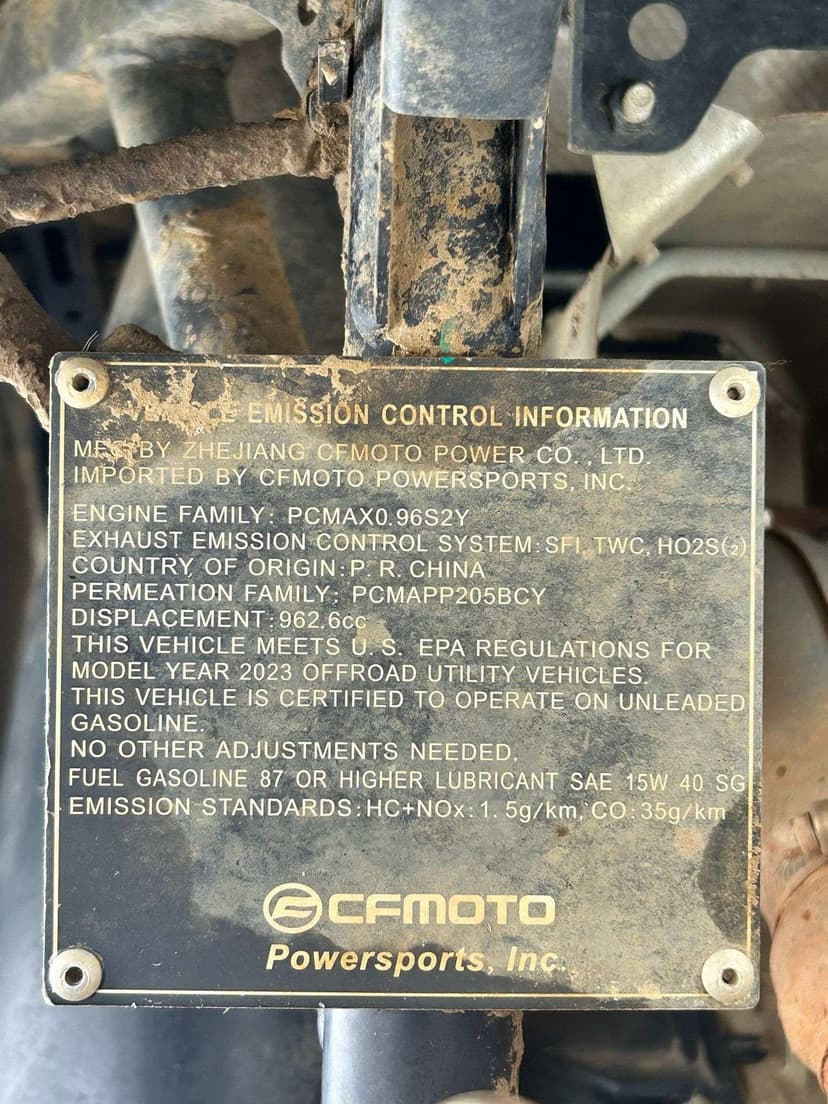 VEHICLE EMISSION CONTROL INFORMATION
MFG BY ZHEJIANG CFMOTO POWER CO., LTD.
IMPORTED BY CFMOTO POWERSPORTS, INC.
ENGINE FAMILY: PCMAX0.96S2Y
EXHAUST EMISSION CONTROL SYSTEM:SFI, TWC, HO2S(2)
COUNTRY OF ORIGIN:P. R. CHINA
PERMEATION FAMILY: PCMAPP205BCY
DISPLACEMENT:962.6cc
THIS VEHICLE MEETS U. S. EPA REGULATIONS FOR
MODEL YEAR 2023 OFFROAD UTILITY VEHICLES.
THIS VEHICLE IS CERTIFIED TO OPERATE ON UNLEADED
GASOLINE.
NO OTHER ADJUSTMENTS NEEDED.
FUEL GASOLINE 87 OR HIGHER LUBRICANT SAE 15W 40 SG
EMISSION STANDARDS:HC+NOx:1.5g/km, CO:35g/km
CFMOTO
Powersports, Inc.